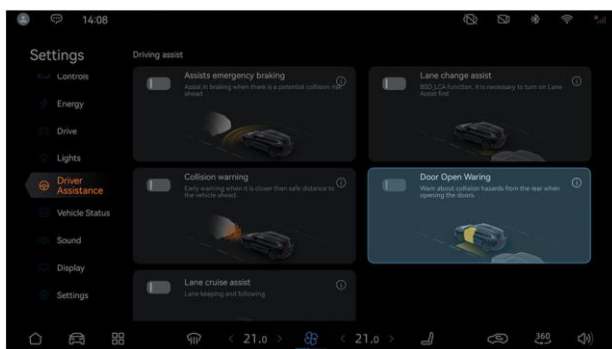 14:08
Settings
Driving assist
Controls
Energy
Drive
Lights
Driver
Assistance
Vehicle Status
Sound
Display
Settings
Assists emergency braking
Assist in braking when there is a potential collision risk
ahead
Lane change assist
BSD_LCA function, it is necessary to turn on Lane
Assist first
Collision warning
Early warning when it is closer then safe distance to
the vehicle ahead.
Door Open Waring
Warn about collision hazards from the rear when
opening the doors.
Lane cruise assist
Lane keeping and following
< 21.0 >
< 21.0 >
360